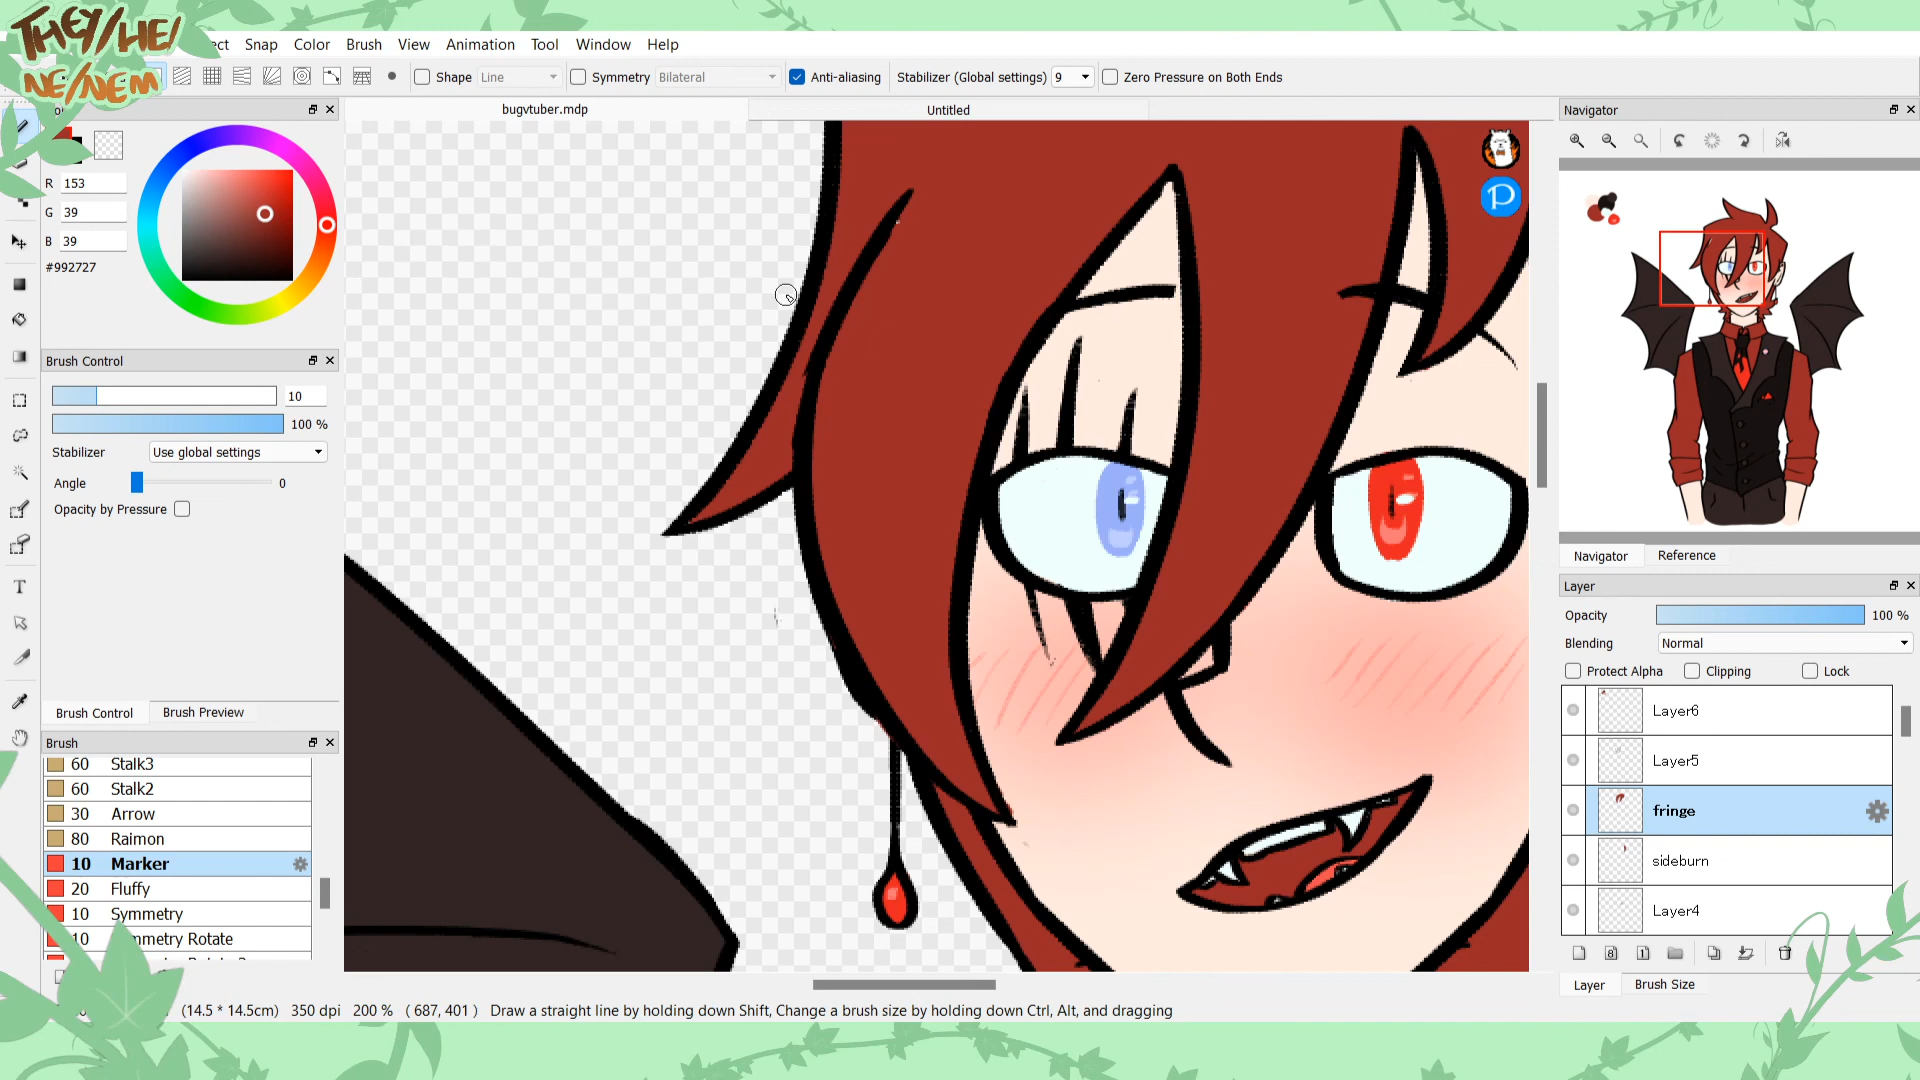 THEY/HE/
NE/NEM
ect Snap Color Brush View Animation Tool Window Help
Shape Line Symmetry Bilateral Anti-aliasing Stabilizer (Global settings) 9 Zero Pressure on Both Ends
bugvtuber.mdp
Untitled
Navigator
R 153
G 39
B 39
#992727
Brush Control
10
100 %
Stabilizer Use global settings
Angle 0
Opacity by Pressure
Brush Control Brush Preview
Brush
60 Stalk3
60 Stalk2
30 Arrow
80 Raimon
10 Marker
20 Fluffy
10 Symmetry
10 mmetry Rotate
P
Navigator Reference
Layer
Opacity 100 %
Blending Normal
Protect Alpha Clipping Lock
Layer6
Layer5
fringe
sideburn
Layer4
8 1
Layer Brush Size
T
(14.5 * 14.5cm) 350 dpi 200 % ( 687, 401 ) Draw a straight line by holding down Shift, Change a brush size by holding down Ctrl, Alt, and dragging